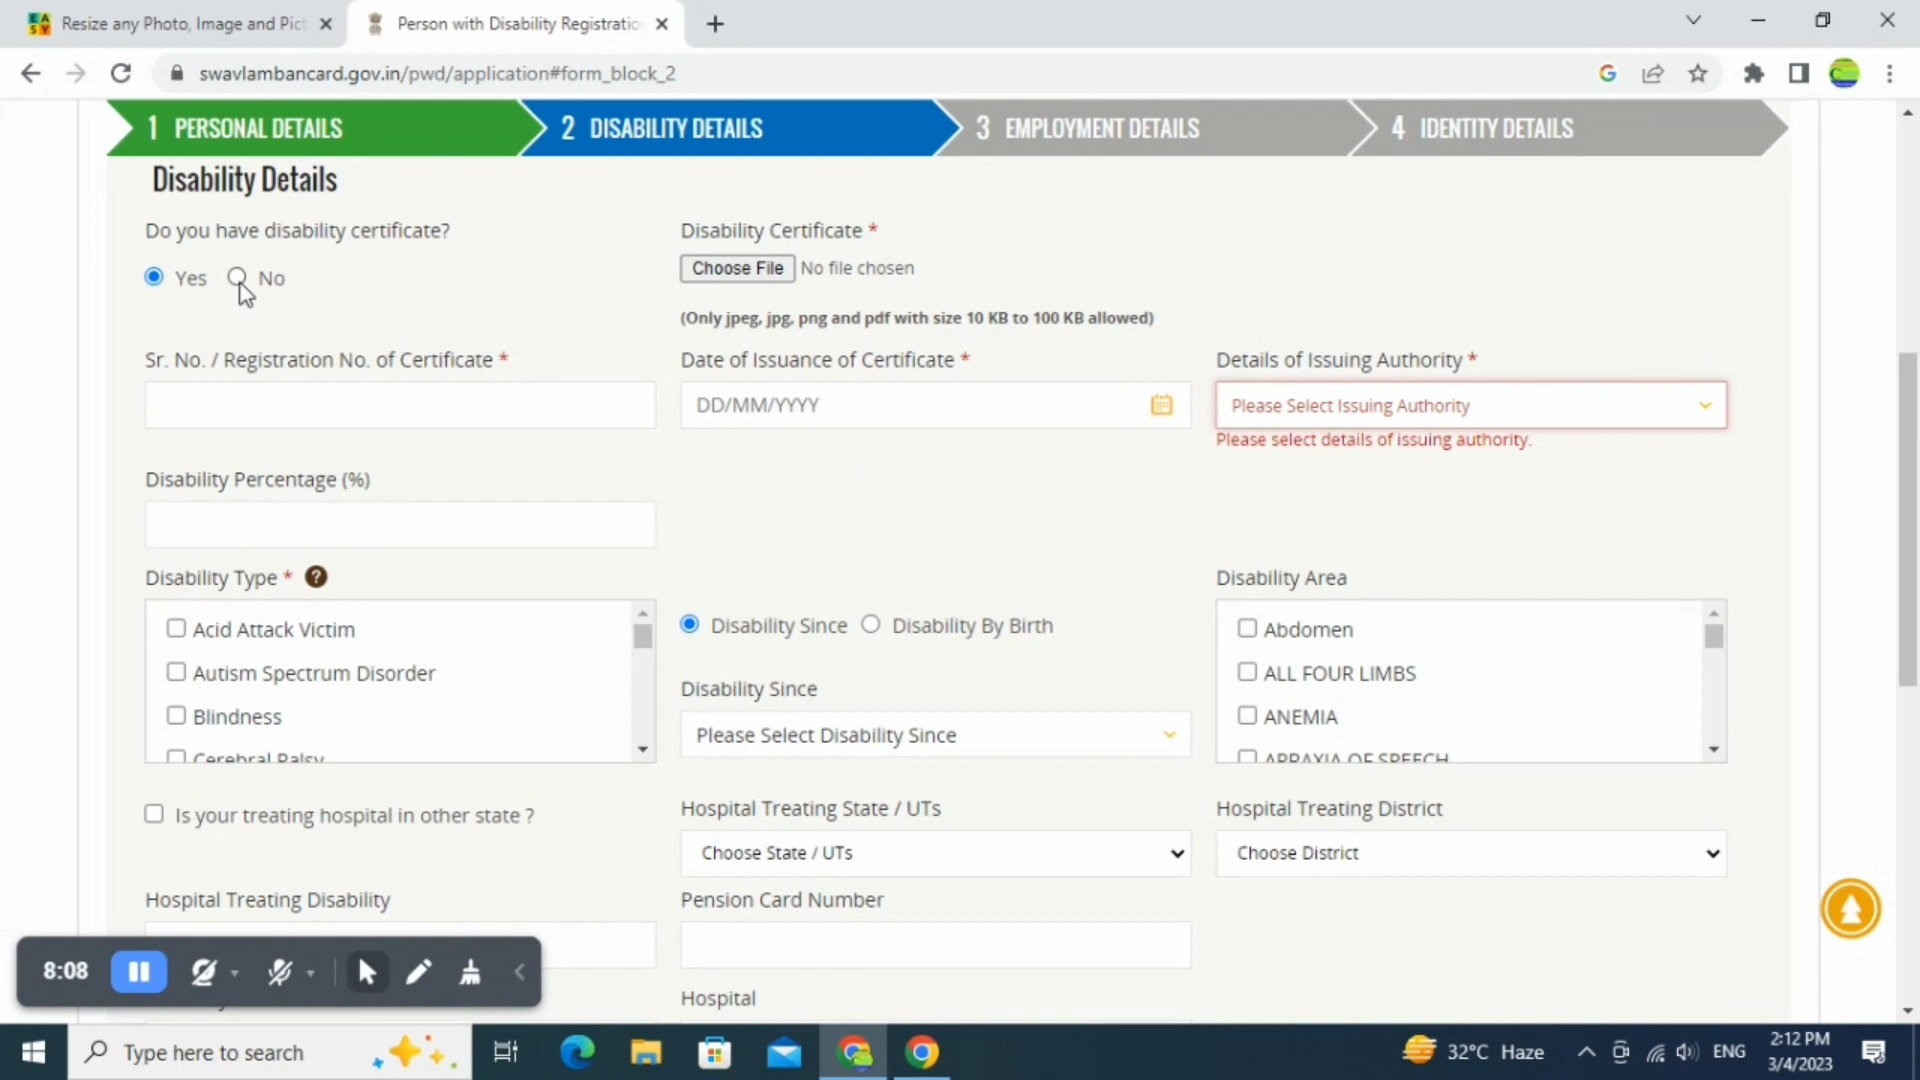 Resize any Photo, Image and Pict
Person with Disability Registratio
swavlambancard.gov.in/pwd/application#form_block_2
1 PERSONAL DETAILS
2 DISABILITY DETAILS
3 EMPLOYMENT DETAILS
4 IDENTITY DETAILS
Disability Details
Do you have disability certificate?
Yes No
Disability Certificate *
Choose File No file chosen
(Only jpeg, jpg, png and pdf with size 10 KB to 100 KB allowed)
Sr. No. / Registration No. of Certificate *
Date of Issuance of Certificate *
DD/MM/YYYY
Details of Issuing Authority *
Please Select Issuing Authority
Please select details of issuing authority.
Disability Percentage (%)
Disability Type * ?
Acid Attack Victim
Autism Spectrum Disorder
Blindness
Cerebral Palsy
Disability Since Disability By Birth
Disability Since
Please Select Disability Since
Disability Area
Abdomen
ALL FOUR LIMBS
ANEMIA
APRAXIA OF SPEECH
Is your treating hospital in other state ?
Hospital Treating State / UTs
Choose State / UTs
Hospital Treating District
Choose District
Hospital Treating Disability
Pension Card Number
Hospital
8:08
Type here to search
32°C Haze
ENG
2:12 PM
3/4/2023